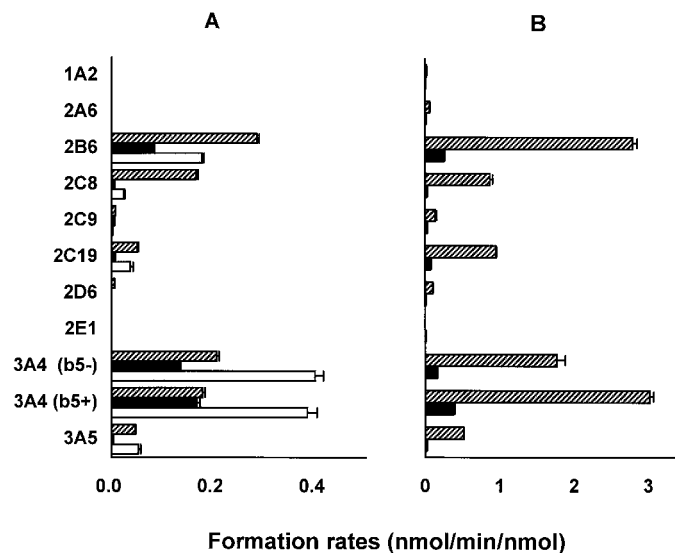 A
B
1A2
2A6
2B6
2C8
2C9
2C19
2D6
2E1
3A4 (b5-)
3A4 (b5+)
3A5
0.0 0.2 0.4
0 1 2 3
Formation rates (nmol/min/nmol)